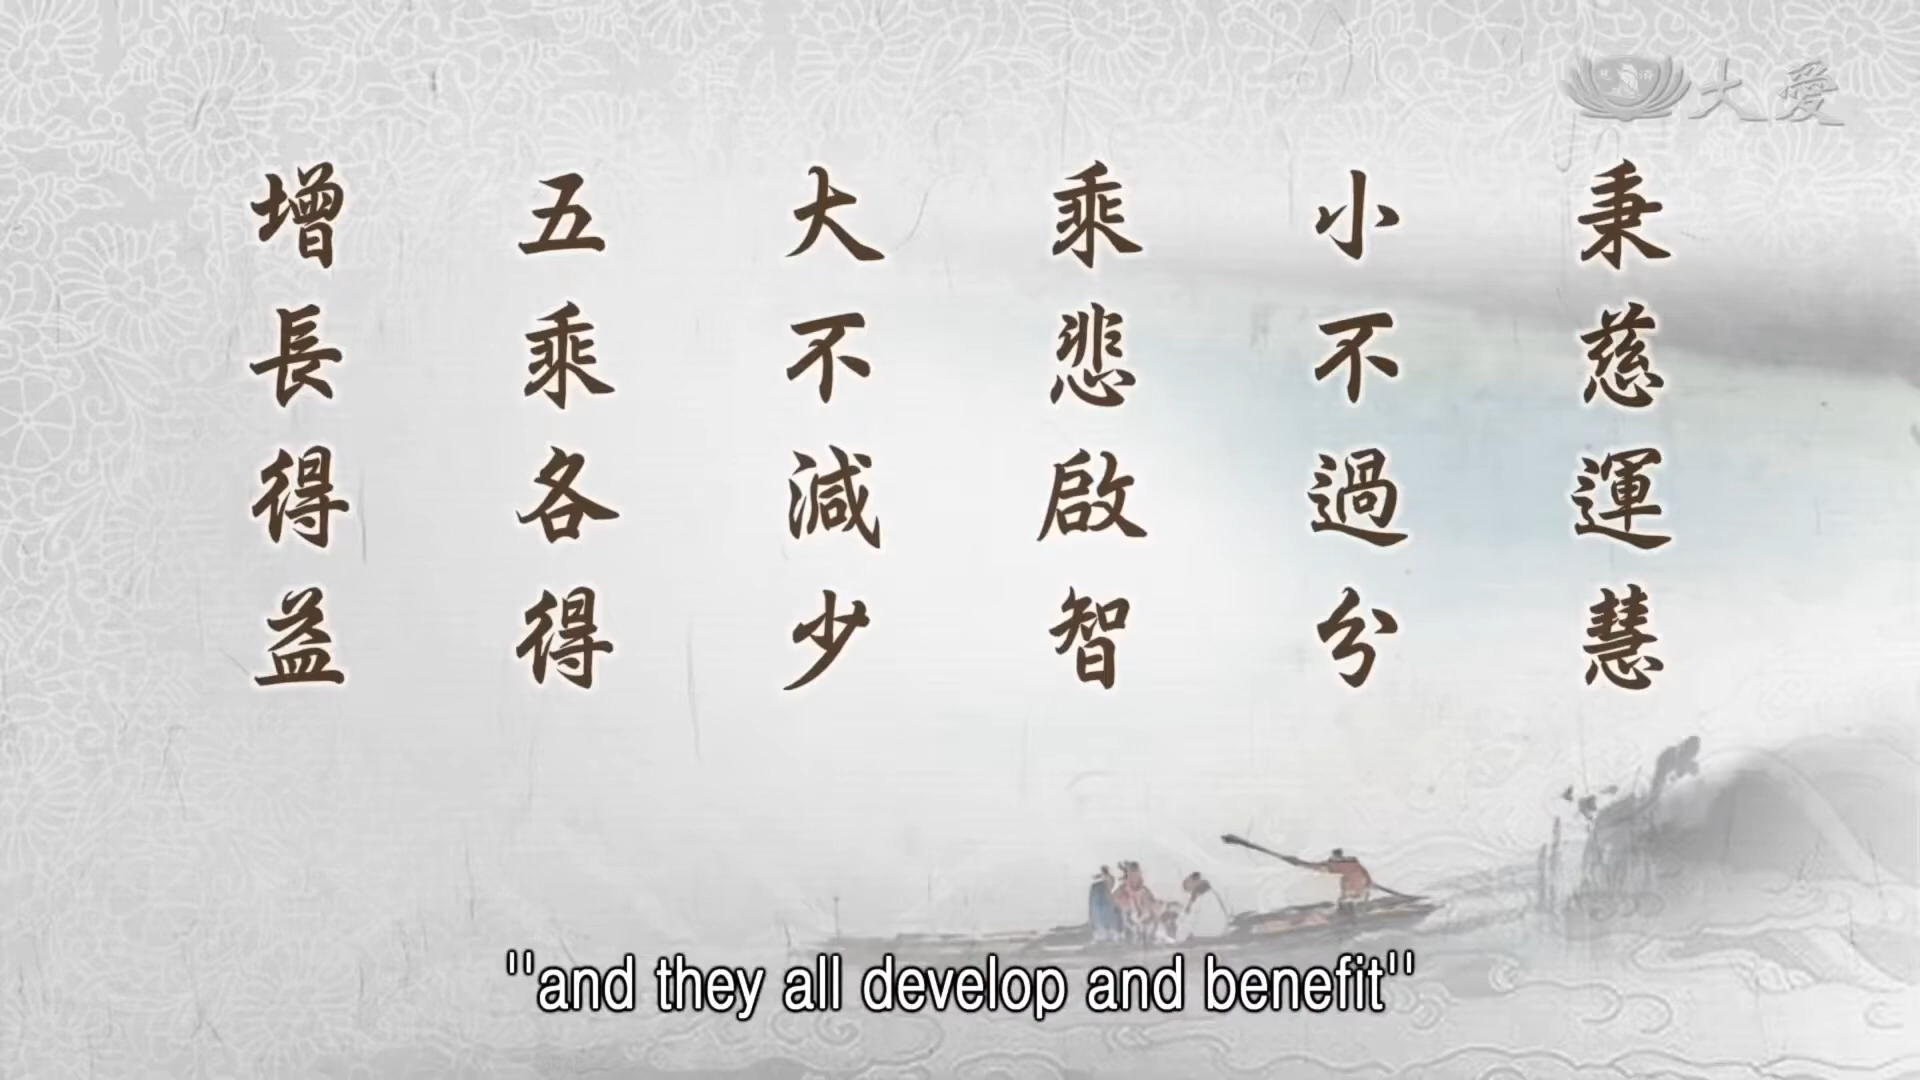 大愛
秉慈運慧
小不過分
乘悲啟智
大不減少
五乘各得
增長得益
"and they all develop and benefit"